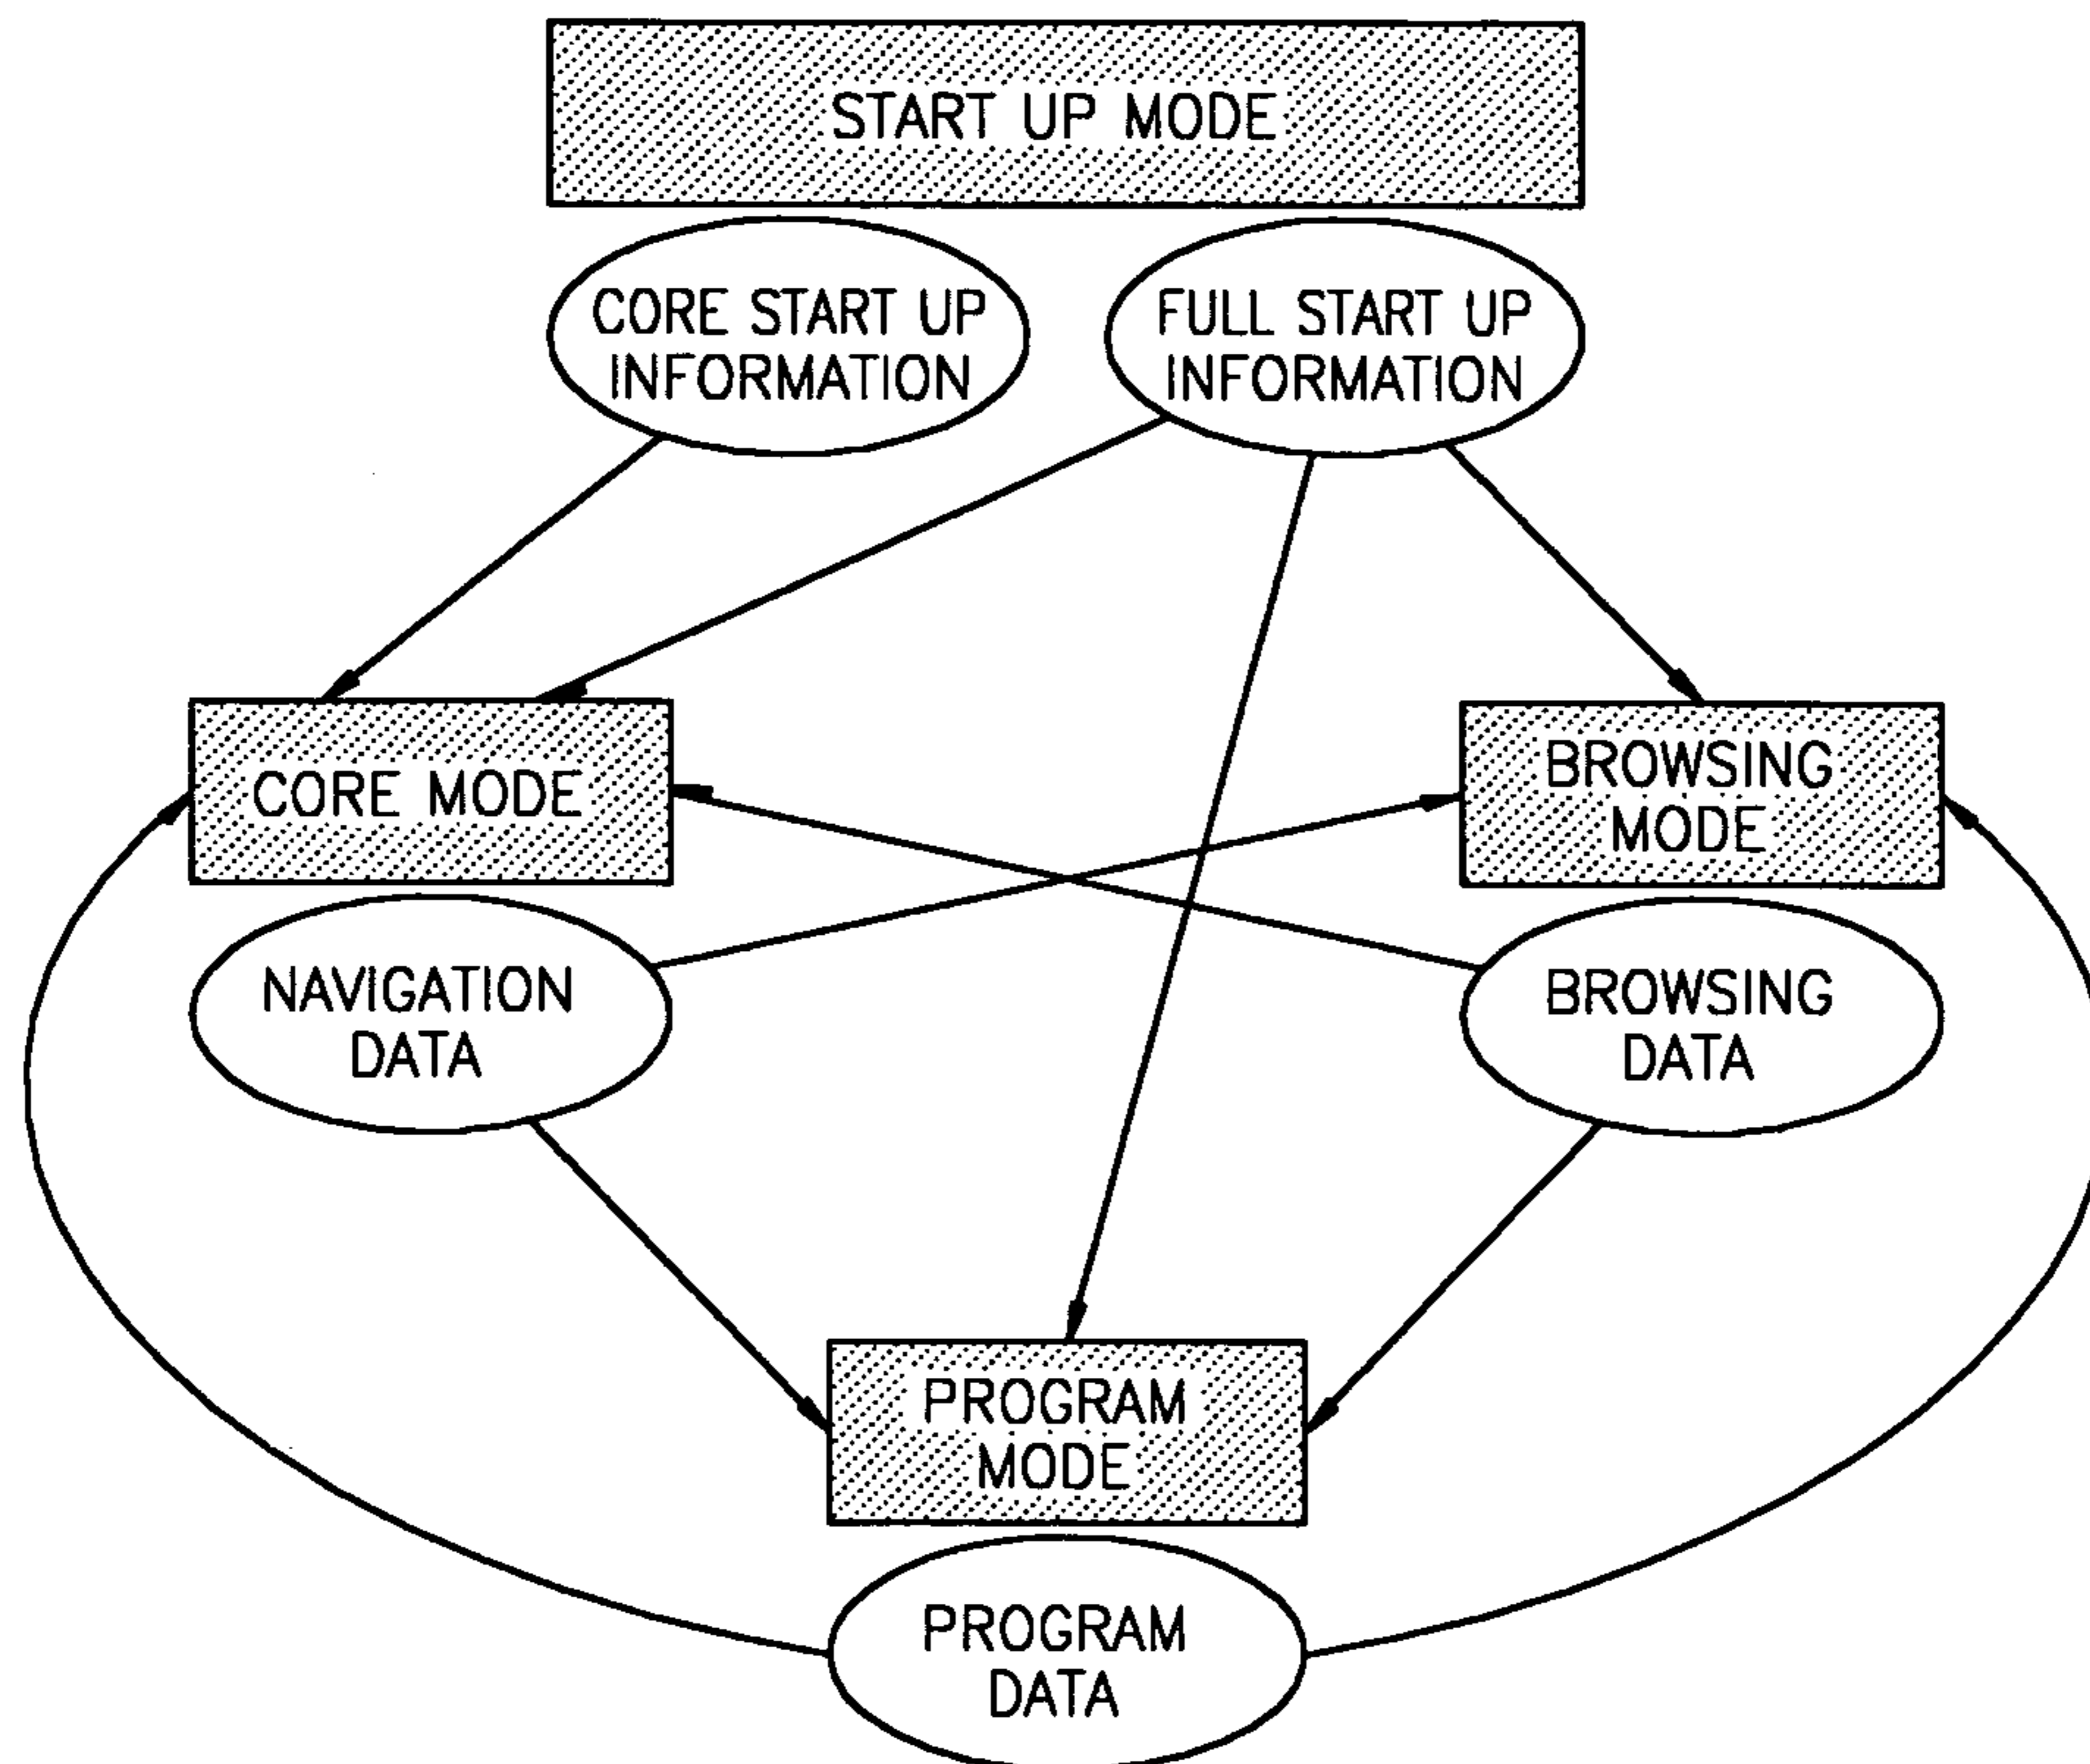 START UP MODE
CORE START UP
INFORMATION
FULL START UP
INFORMATION
CORE MODE
BROWSING
MODE
NAVIGATION
DATA
BROWSING
DATA
PROGRAM
MODE
PROGRAM
DATA